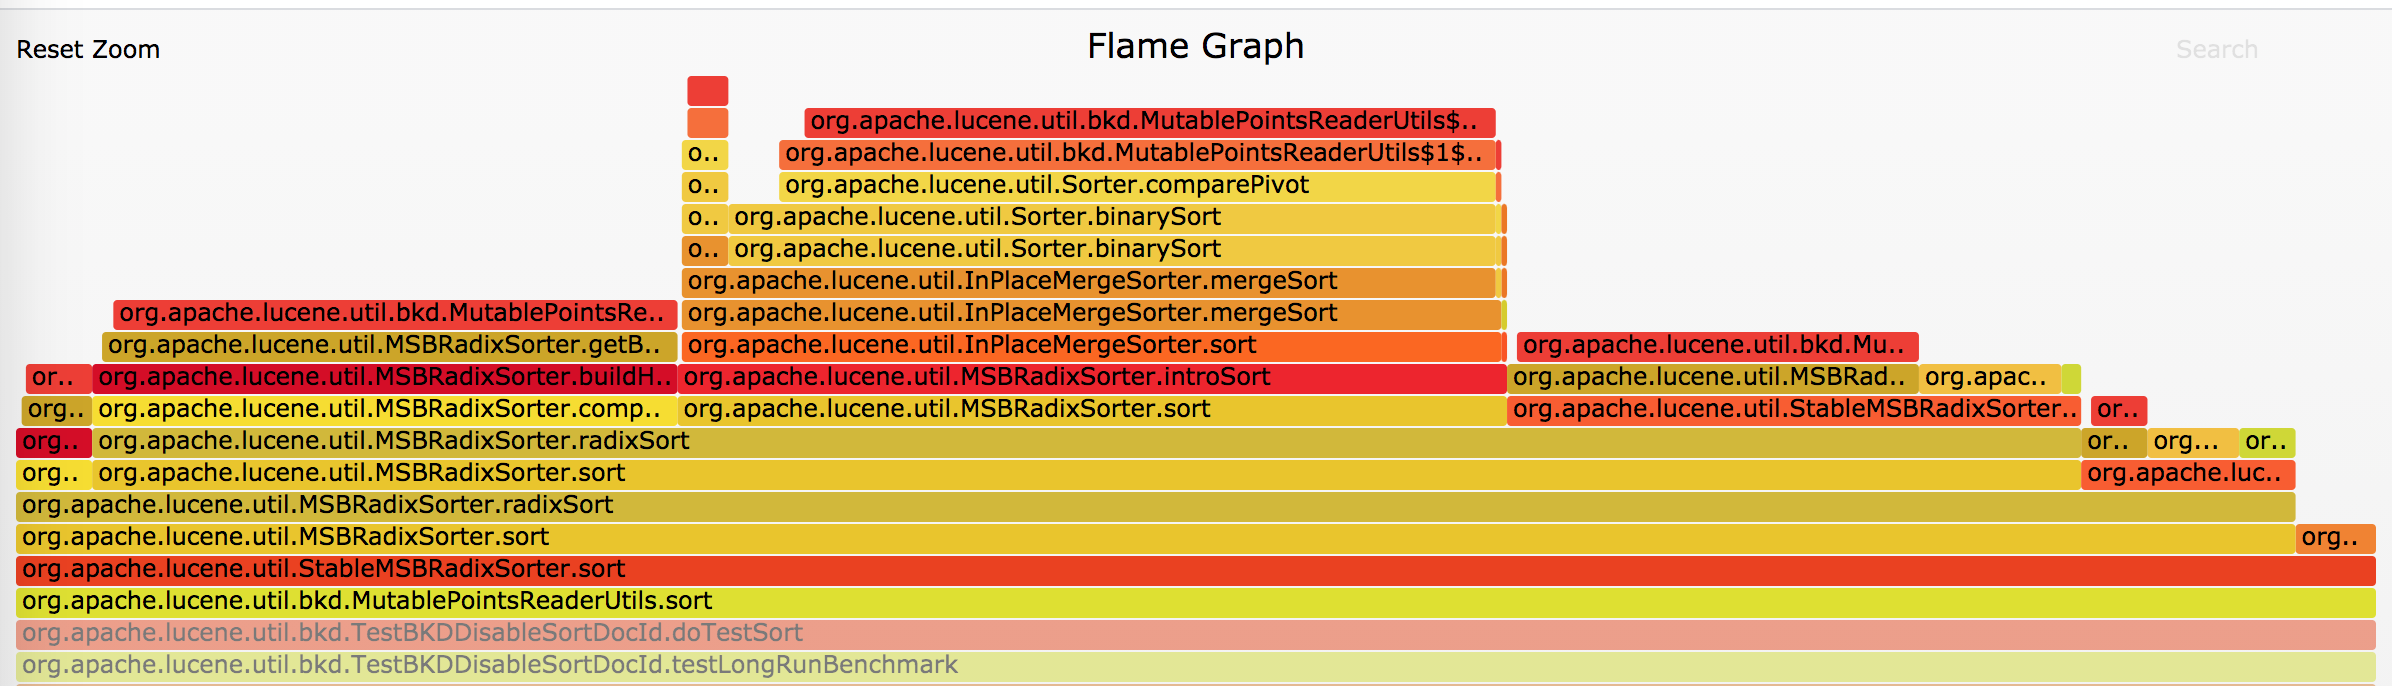 Reset Zoom Flame Graph Search
org.apache.lucene.util.bkd.MutablePointsReaderUtils$..
o.. org.apache.lucene.util.bkd.MutablePointsReaderUtils$1$..
o.. org.apache.lucene.util.Sorter.comparePivot
o.. org.apache.lucene.util.Sorter.binarySort
o.. org.apache.lucene.util.Sorter.binarySort
org.apache.lucene.util.InPlaceMergeSorter.mergeSort
org.apache.lucene.util.bkd.MutablePointsRe.. org.apache.lucene.util.InPlaceMergeSorter.mergeSort
org.apache.lucene.util.MSBRadixSorter.getB.. org.apache.lucene.util.InPlaceMergeSorter.sort org.apache.lucene.util.bkd.Mu..
or.. org.apache.lucene.util.MSBRadixSorter.buildH.. org.apache.lucene.util.MSBRadixSorter.introSort org.apache.lucene.util.MSBRad.. org.apac..
org.. org.apache.lucene.util.MSBRadixSorter.comp.. org.apache.lucene.util.MSBRadixSorter.sort org.apache.lucene.util.StableMSBRadixSorter.. or..
org.. org.apache.lucene.util.MSBRadixSorter.radixSort or.. org... or..
org.. org.apache.lucene.util.MSBRadixSorter.sort org.apache.luc..
org.apache.lucene.util.MSBRadixSorter.radixSort
org.apache.lucene.util.MSBRadixSorter.sort org..
org.apache.lucene.util.StableMSBRadixSorter.sort
org.apache.lucene.util.bkd.MutablePointsReaderUtils.sort
org.apache.lucene.util.bkd.TestBKDDisableSortDocId.doTestSort
org.apache.lucene.util.bkd.TestBKDDisableSortDocId.testLongRunBenchmark